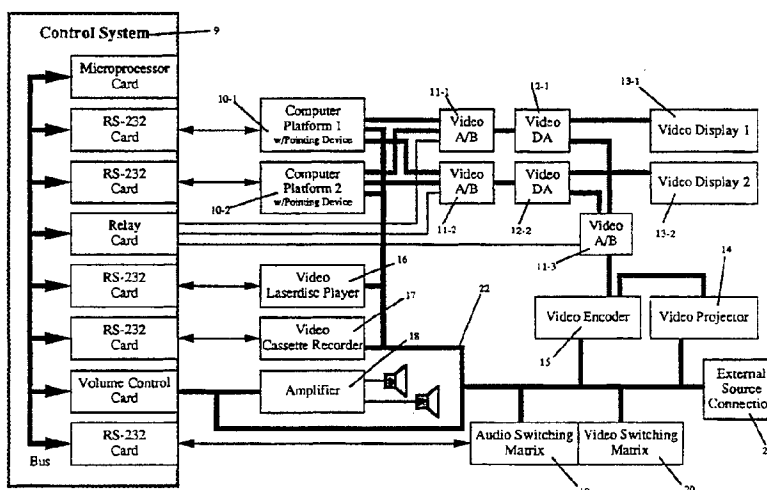 Control System
9
Microprocessor
Card
RS-232
Card
RS-232
Card
Relay
Card
RS-232
Card
RS-232
Card
Volume Control
Card
RS-232
Card
Bus
10-1
Computer
Platform 1
w/Pointing Device
Computer
Platform 2
w/Pointing Device
10-2
11-1
Video
A/B
12-1
Video
DA
13-1
Video Display 1
Video
A/B
11-2
Video
DA
12-2
Video Display 2
13-2
Video
A/B
11-3
16
Video
Laserdisc Player
17
Video
Cassette Recorder
18
Amplifier
22
14
Video Encoder
15
Video Projector
External
Source
Connection
Audio Switching
Matrix
Video Switching
Matrix
20